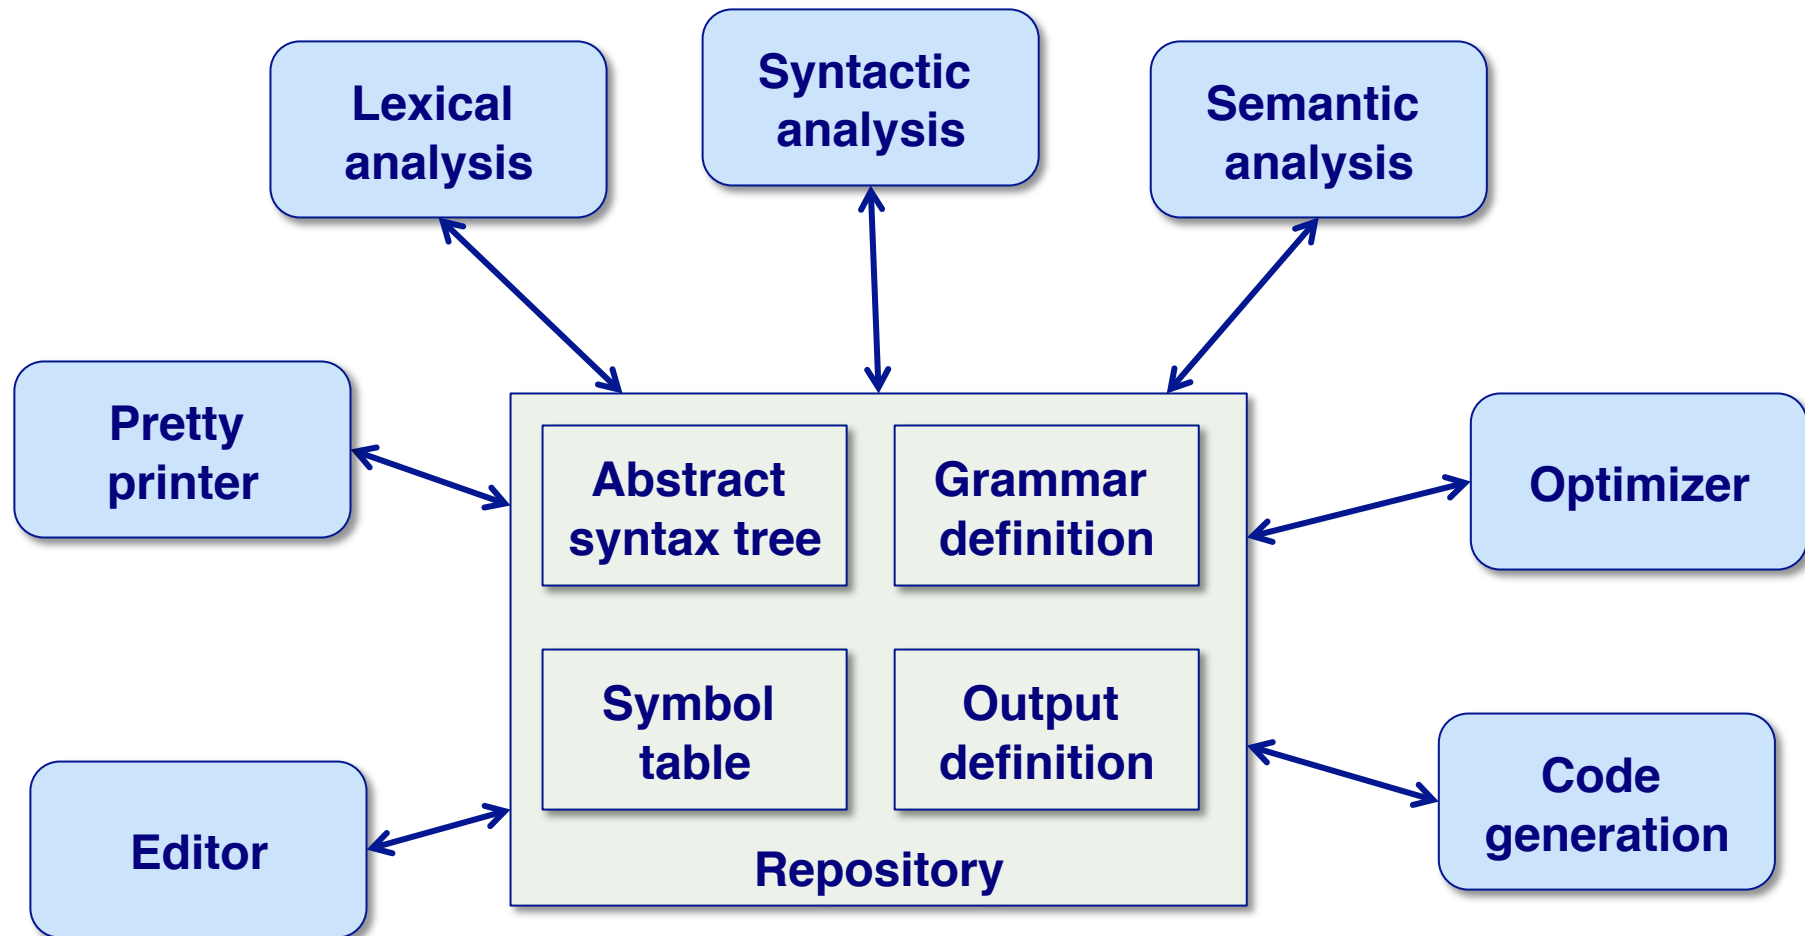 Lexical
analysis
Syntactic
analysis
Semantic
analysis
Pretty
printer
Abstract
syntax tree
Grammar
definition
Optimizer
Symbol
table
Output
definition
Code
generation
Editor
Repository